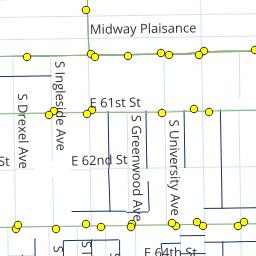 Midway Plaisance
S Ingleside Ave
S Drexel Ave
E 61st St
S Greenwood Ave
S University Ave
St
E 62nd St
E 64th St
S
S